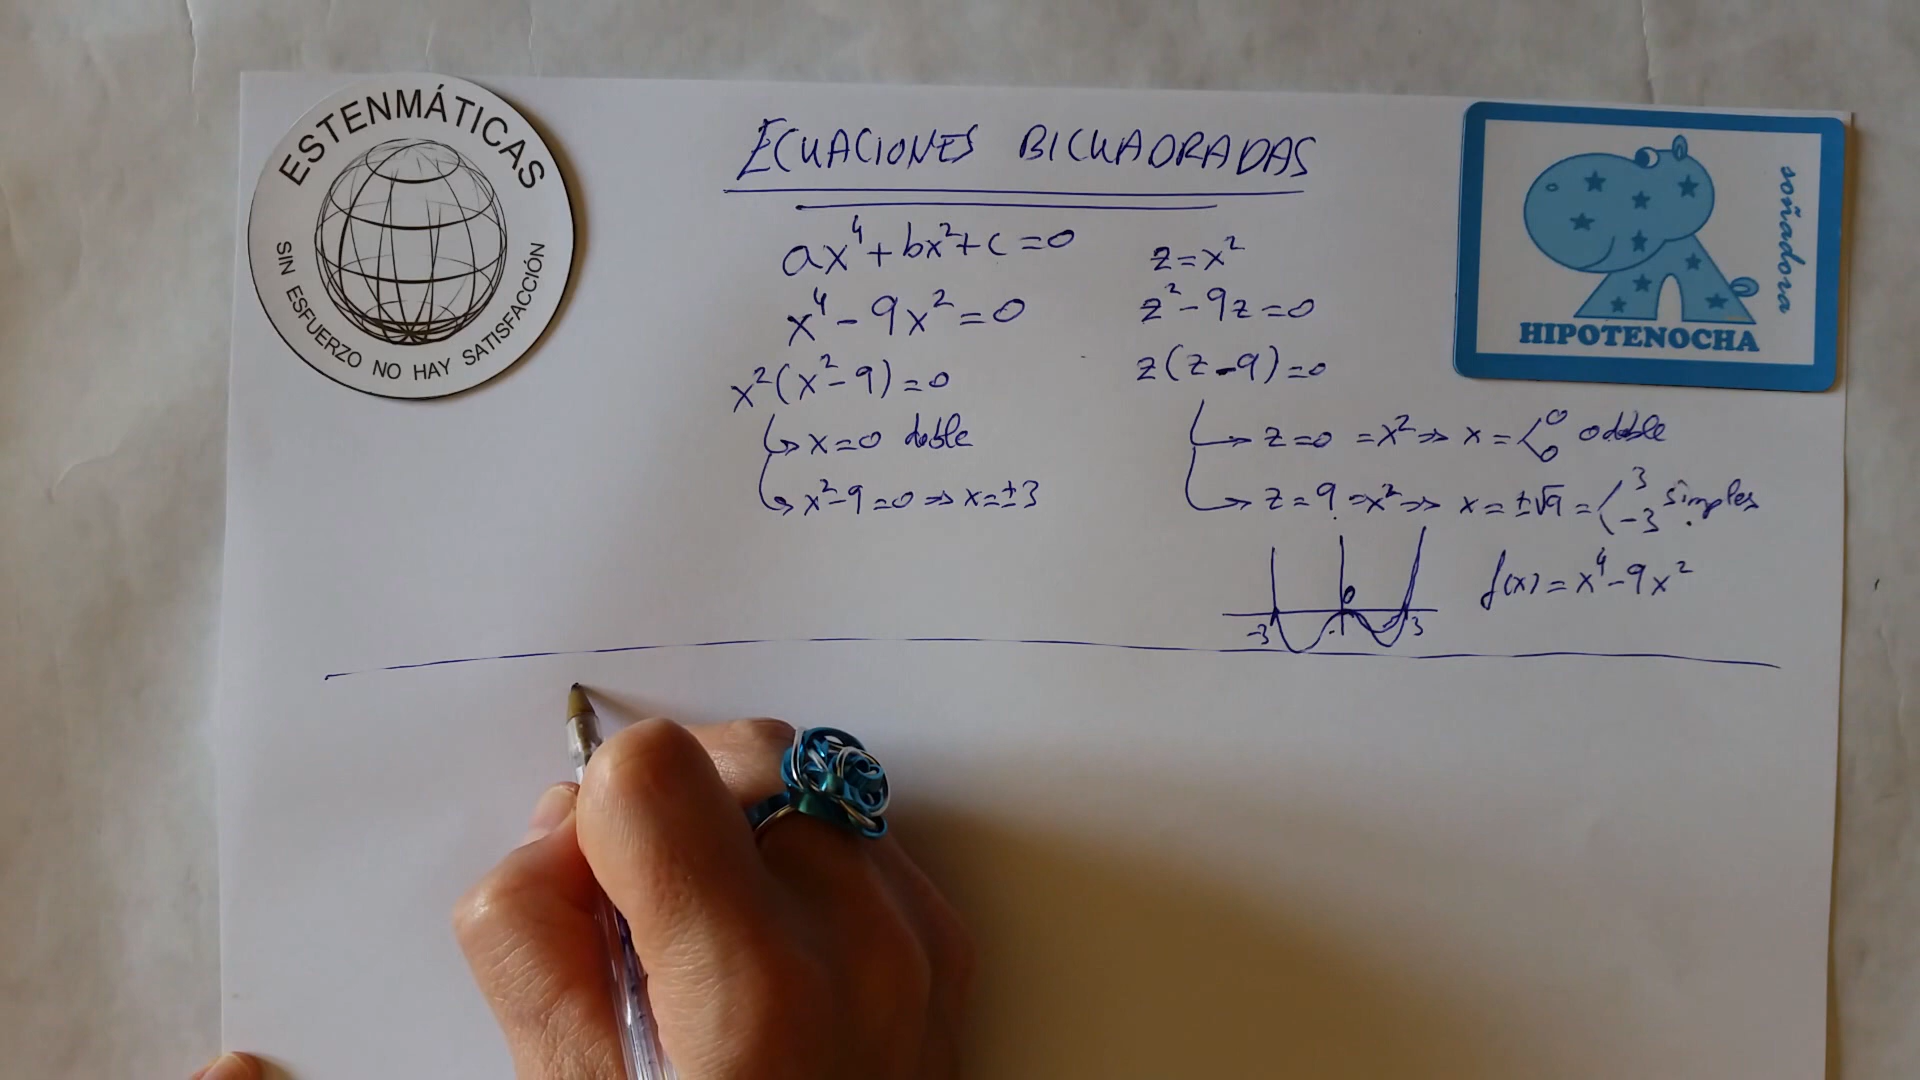 ESTENMÁTICAS
SIN ESFUERZO NO HAY SATISFACCIÓN
ECUACIONES BICUADRADAS
soñadora
HIPOTENOCHA
ax⁴+bx²+c=0
z=x²
x⁴-9x²=0
z²-9z=0
x²(x²-9)=0
z(z-9)=0
x=0 doble
z=0 =x²⇒ x=< 0 0 0 doble
x²-9=0⇒x=±3
z=9=x²⇒ x=±√9=< 3 -3 simples
f(x)=x⁴-9x²
-3 0 3